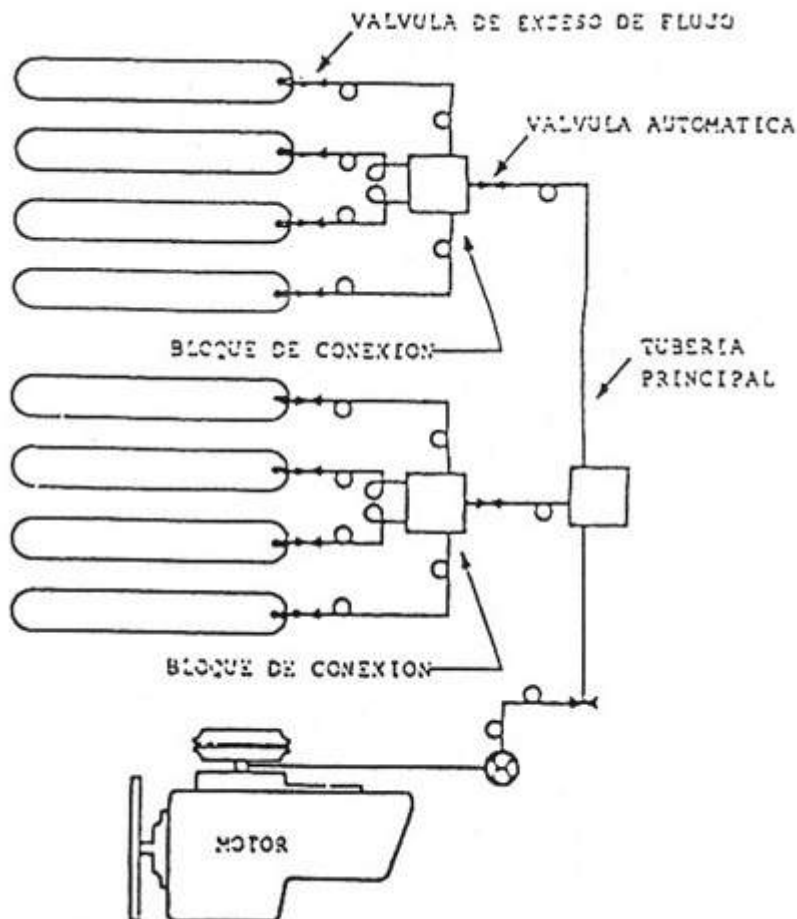 VALVULA DE EXCESO DE FLUJO
VALVULA AUTOMATICA
BLOQUE DE CONEXION
TUBERIA
PRINCIPAL
BLOQUE DE CONEXION
MOTOR